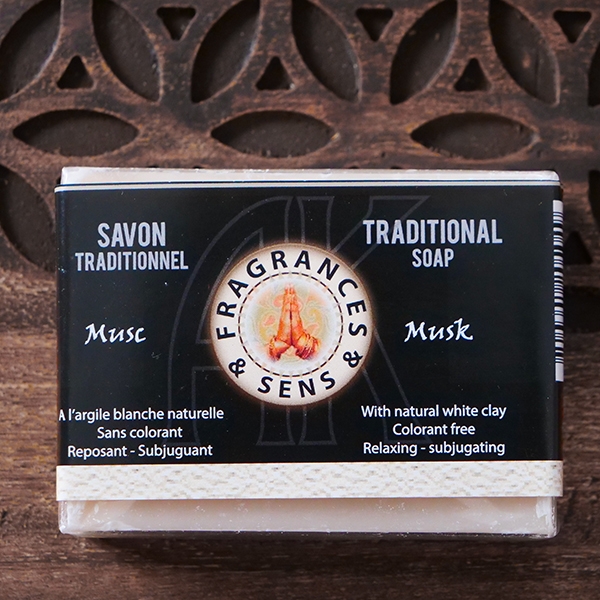 SAVON
TRADITIONNEL
Musc
A l'argile blanche naturelle
Sans colorant
Reposant - Subjuguant
FRAGRANCES
& SENS &
TRADITIONAL
SOAP
Musk
With natural white clay
Colorant free
Relaxing - subjugating
AK